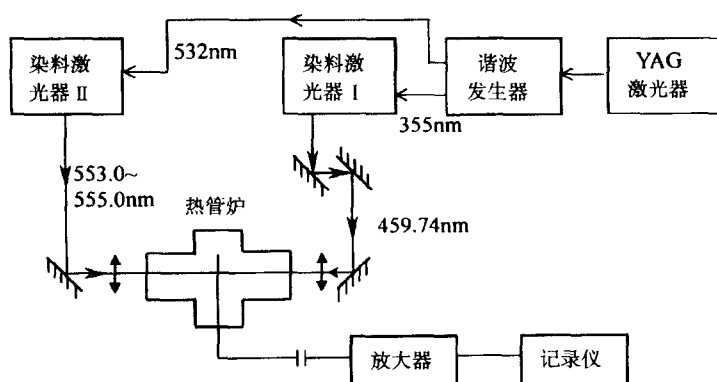 532nm
染料激
光器 II
染料激
光器 I
谐波
发生器
YAG
激光器
355nm
553.0~
555.0nm
热管炉
459.74nm
放大器
记录仪